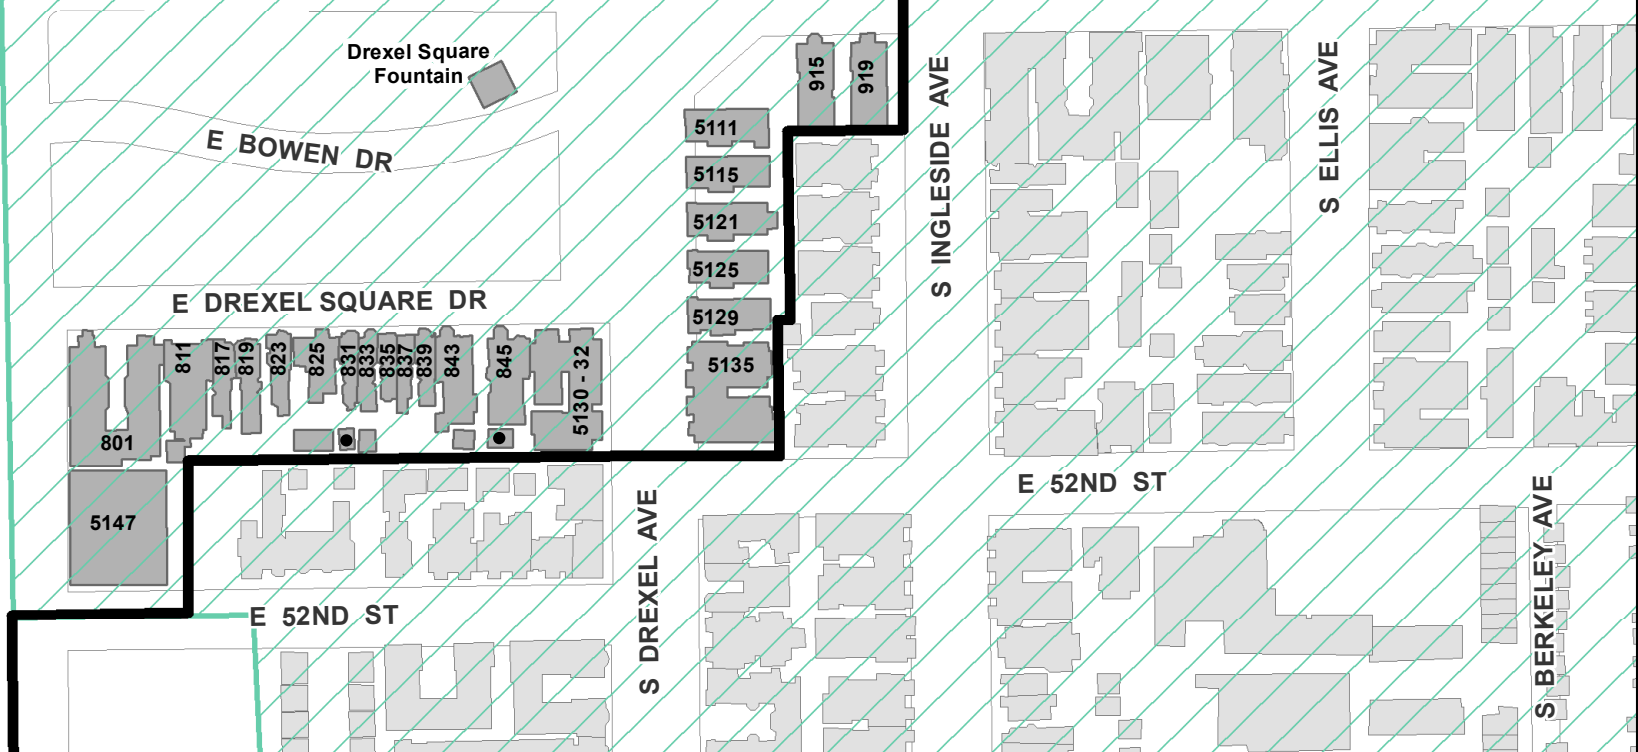 Drexel Square
Fountain
E BOWEN DR
915
919
S INGLESIDE AVE
S ELLIS AVE
5111
5115
5121
5125
5129
5135
E DREXEL SQUARE DR
801
811
817
819
823
825
831
833
835
837
839
843
845
5130 - 32
5147
E 52ND ST
E 52ND ST
S DREXEL AVE
S BERKELEY AVE